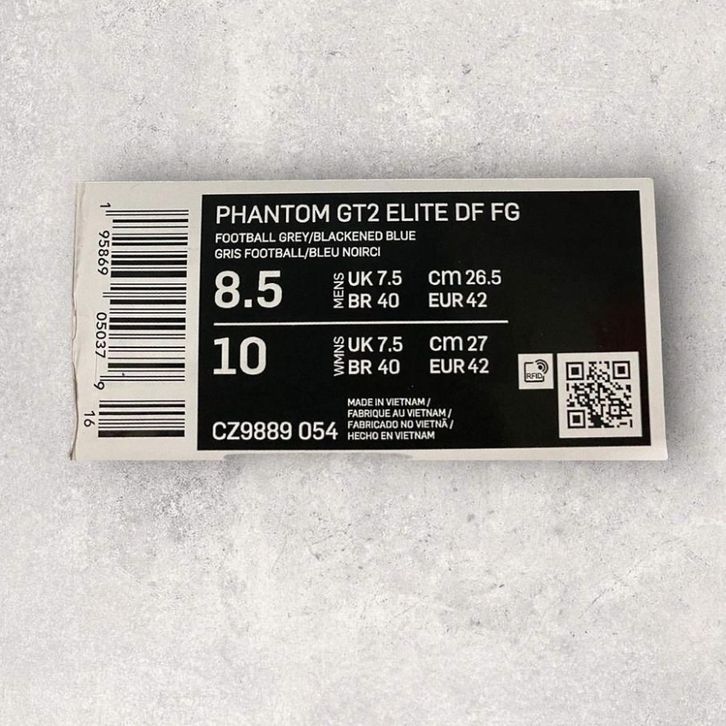 PHANTOM GT2 ELITE DF FG
FOOTBALL GREY/BLACKENED BLUE
GRIS FOOTBALL/BLEU NOIRCI
8.5 MENS UK 7.5 CM 26.5
BR 40 EUR 42
10 WMNS UK 7.5 CM 27
BR 40 EUR 42
RFID
MADE IN VIETNAM /
FABRIQUE AU VIETNAM /
FABRICADO NO VIETNÃ /
HECHO EN VIETNAM
CZ9889 054
1 95869 05037 9 16